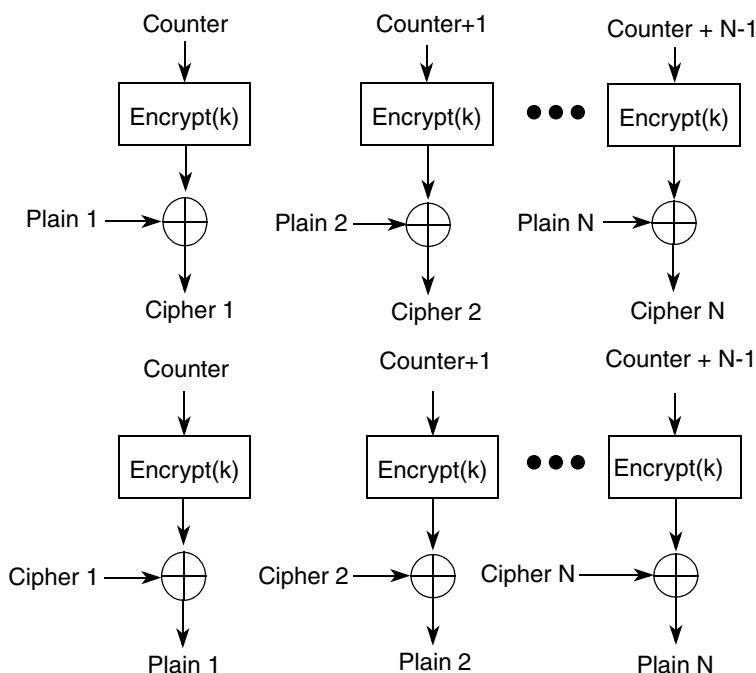 Counter Counter+1 Counter + N-1
Encrypt(k) Encrypt(k) Encrypt(k)
Plain 1 Plain 2 Plain N
Cipher 1 Cipher 2 Cipher N
Counter Counter+1 Counter + N-1
Encrypt(k) Encrypt(k) Encrypt(k)
Cipher 1 Cipher 2 Cipher N
Plain 1 Plain 2 Plain N